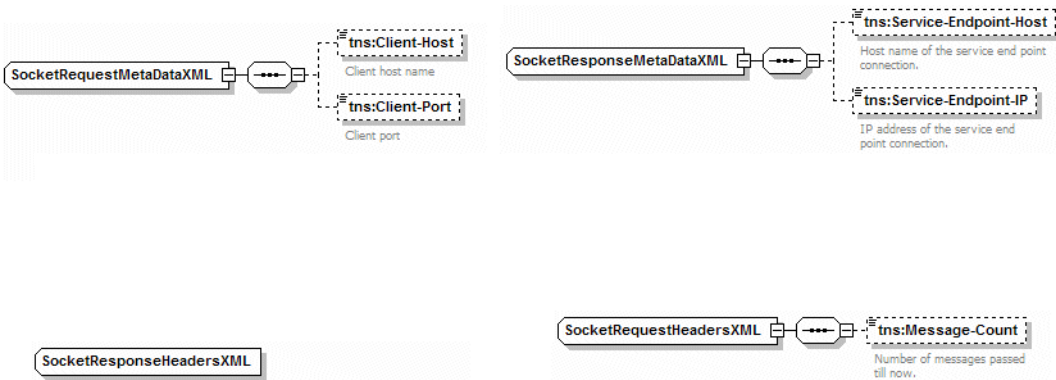 SocketRequestMetaDataXML
tns:Client-Host
Client host name
tns:Client-Port
Client port
SocketResponseMetaDataXML
tns:Service-Endpoint-Host
Host name of the service end point
connection.
tns:Service-Endpoint-IP
IP address of the service end
point connection.
SocketResponseHeadersXML
SocketRequestHeadersXML
tns:Message-Count
Number of messages passed
till now.